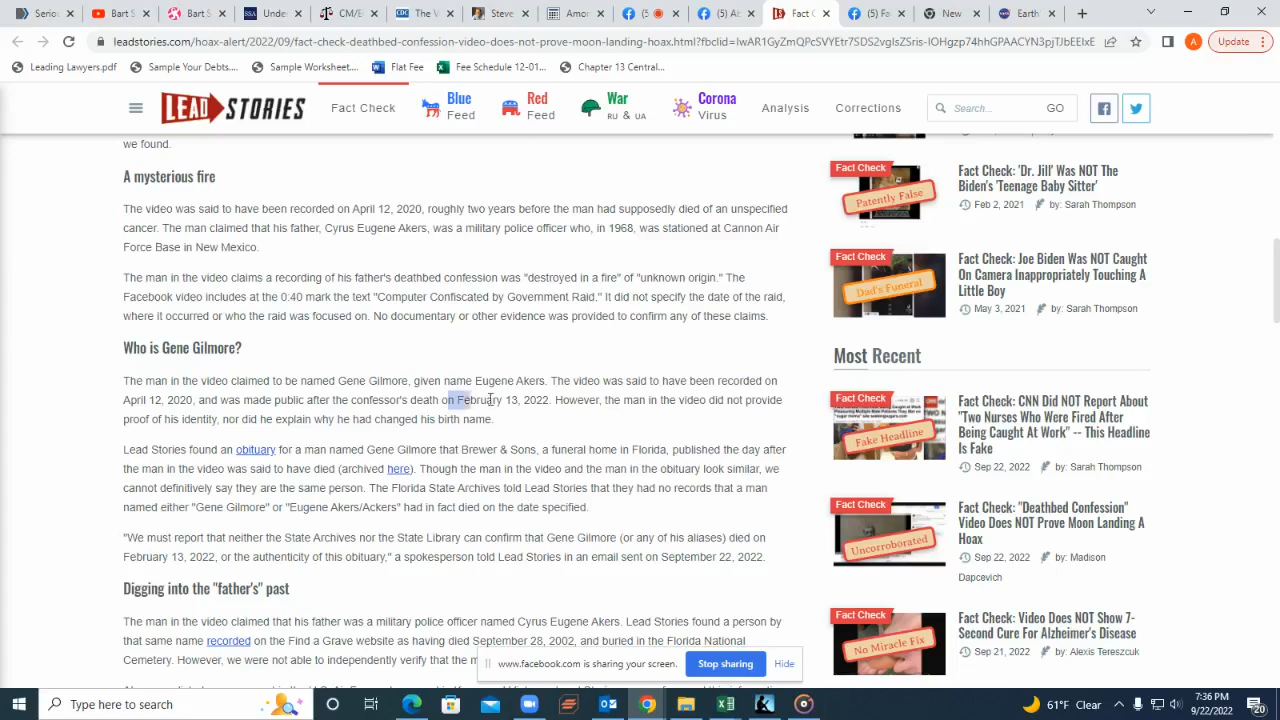 Serio
Bart S
Bart S
SSA Studen
CM/E
CDC The V
Steve
Amor
(5)
(5) Fa
Fact C
(5) Fa
New
Earth
leadstories.com/hoax-alert/2022/09/fact-check-deathbed-confession-video-does-not-prove-moon-landing-hoax.html?fbclid=
Update
Leading Lawyers.pdf
Sample Your Debts....
Sample Worksheet...
Flat Fee
Fee Schedule 12-01...
Chapter 13 Central...
LEAD STORIES
Fact Check
Blue Feed
Red Feed
War RU & UA
Corona Virus
Analysis
Corrections
Search...
GO
we found.
A mysterious fire
The video was said to have been recorded on April 12, 2020, roughly two years before the man had supposedly died of an unspecified
cause. The man claimed that his father, Cyrus Eugene Akers, was a military police officer who, in 1968, was stationed at Cannon Air
Force Base in New Mexico.
The man in the video claims a recording of his father's deathbed confession was "destroyed in a fire" of "unknown origin." The
Facebook video includes at the 0:40 mark the text "Computer Confiscated by Government Raid." It did not specify the date of the raid,
where it was or who the raid was focused on. No documentary or other evidence was provided to confirm any of these claims.
Who is Gene Gilmore?
The man in the video claimed to be named Gene Gilmore, given name Eugene Akers. The video was said to have been recorded on
April 12, 2020, and was made public after the confessor's death on February 13, 2022. However, the man in the video did not provide
his birthdate, nor did he explain why he had changed his last name.
Lead Stories found an obituary for a man named Gene Gilmore that Brewer & Sons, a funeral home in Florida, published the day after
the man in the video was said to have died (archived here). Though the man in the video and the man in the obituary look similar, we
cannot definitively say they are the same person. The Florida State Archives told Lead Stories that they had no records that a man
named either "Gene Gilmore" or "Eugene Akers/Ackers" had in fact died on the date specified.
"We must report that neither the State Archives nor the State Library can confirm that Gene Gilmore (or any of his aliases) died on
February 13th, nor the authenticity of this obituary," a spokesperson told Lead Stories in an email sent on September 22, 2022.
Digging into the "father's" past
The man in the video claimed that his father was a military police officer named Cyrus Eugene Akers. Lead Stories found a person by
that same name recorded on the Find a Grave website as having died September 28, 2002, and buried in the Florida National
Cemetery. However, we were not able to independently verify that the m
Fact Check
Patently False
Fact Check: 'Dr. Jill' Was NOT The
Biden's 'Teenage Baby Sitter'
Feb 2, 2021 by: Sarah Thompson
Fact Check
Dad's Funeral
Fact Check: Joe Biden Was NOT Caught
On Camera Inappropriately Touching A
Little Boy
May 3, 2021 by: Sarah Thompson
Most Recent
Fact Check
Fake Headline
Fact Check: CNN Did NOT Report About
"Two Nurses Who Were Fired After
Being Caught At Work" -- This Headline
Is Fake
Sep 22, 2022 by: Sarah Thompson
Fact Check
Uncorroborated
Fact Check: "Deathbed Confession"
Video Does NOT Prove Moon Landing A
Hoax
Sep 22, 2022 by: Madison
Dapcevich
Fact Check
No Miracle Fix
Fact Check: Video Does NOT Show 7-
Second Cure For Alzheimer's Disease
Sep 21, 2022 by: Alexis Tereszcuk
www.facebook.com is sharing your screen.
Stop sharing
Hide
Type here to search
61°F Clear
7:36 PM
9/22/2022
20